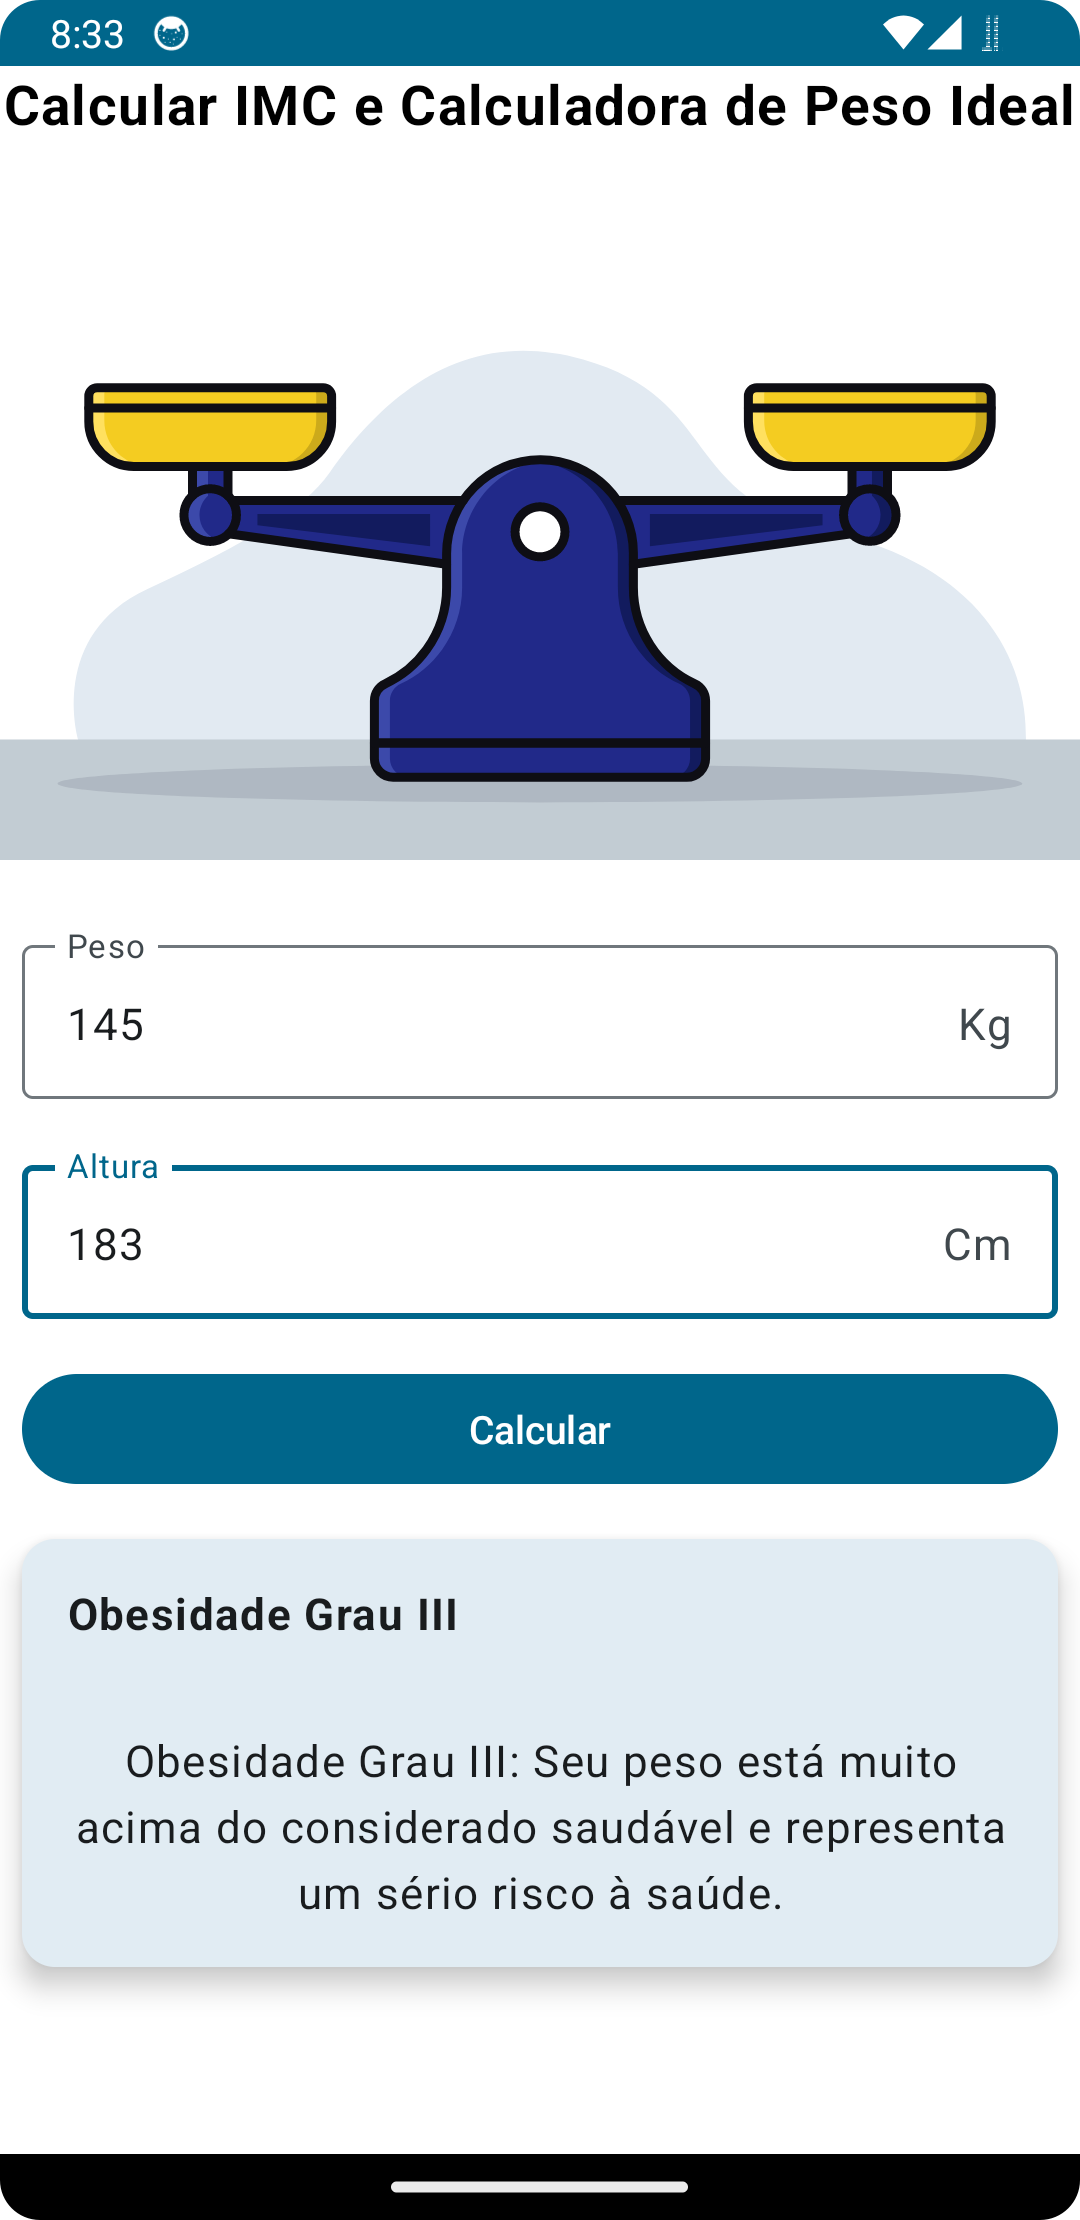 8:33
Calcular IMC e Calculadora de Peso Ideal
Peso
145 Kg
Altura
183 Cm
Calcular
Obesidade Grau III
Obesidade Grau III: Seu peso está muito
acima do considerado saudável e representa
um sério risco à saúde.